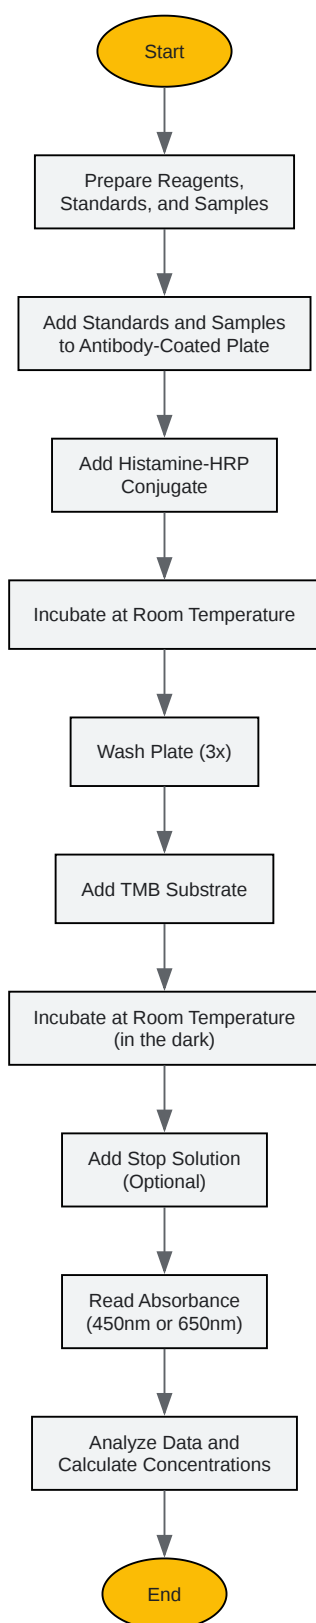 Start
Prepare Reagents,
Standards, and Samples
Add Standards and Samples
to Antibody-Coated Plate
Add Histamine-HRP
Conjugate
Incubate at Room Temperature
Wash Plate (3x)
Add TMB Substrate
Incubate at Room Temperature
(in the dark)
Add Stop Solution
(Optional)
Read Absorbance
(450nm or 650nm)
Analyze Data and
Calculate Concentrations
End